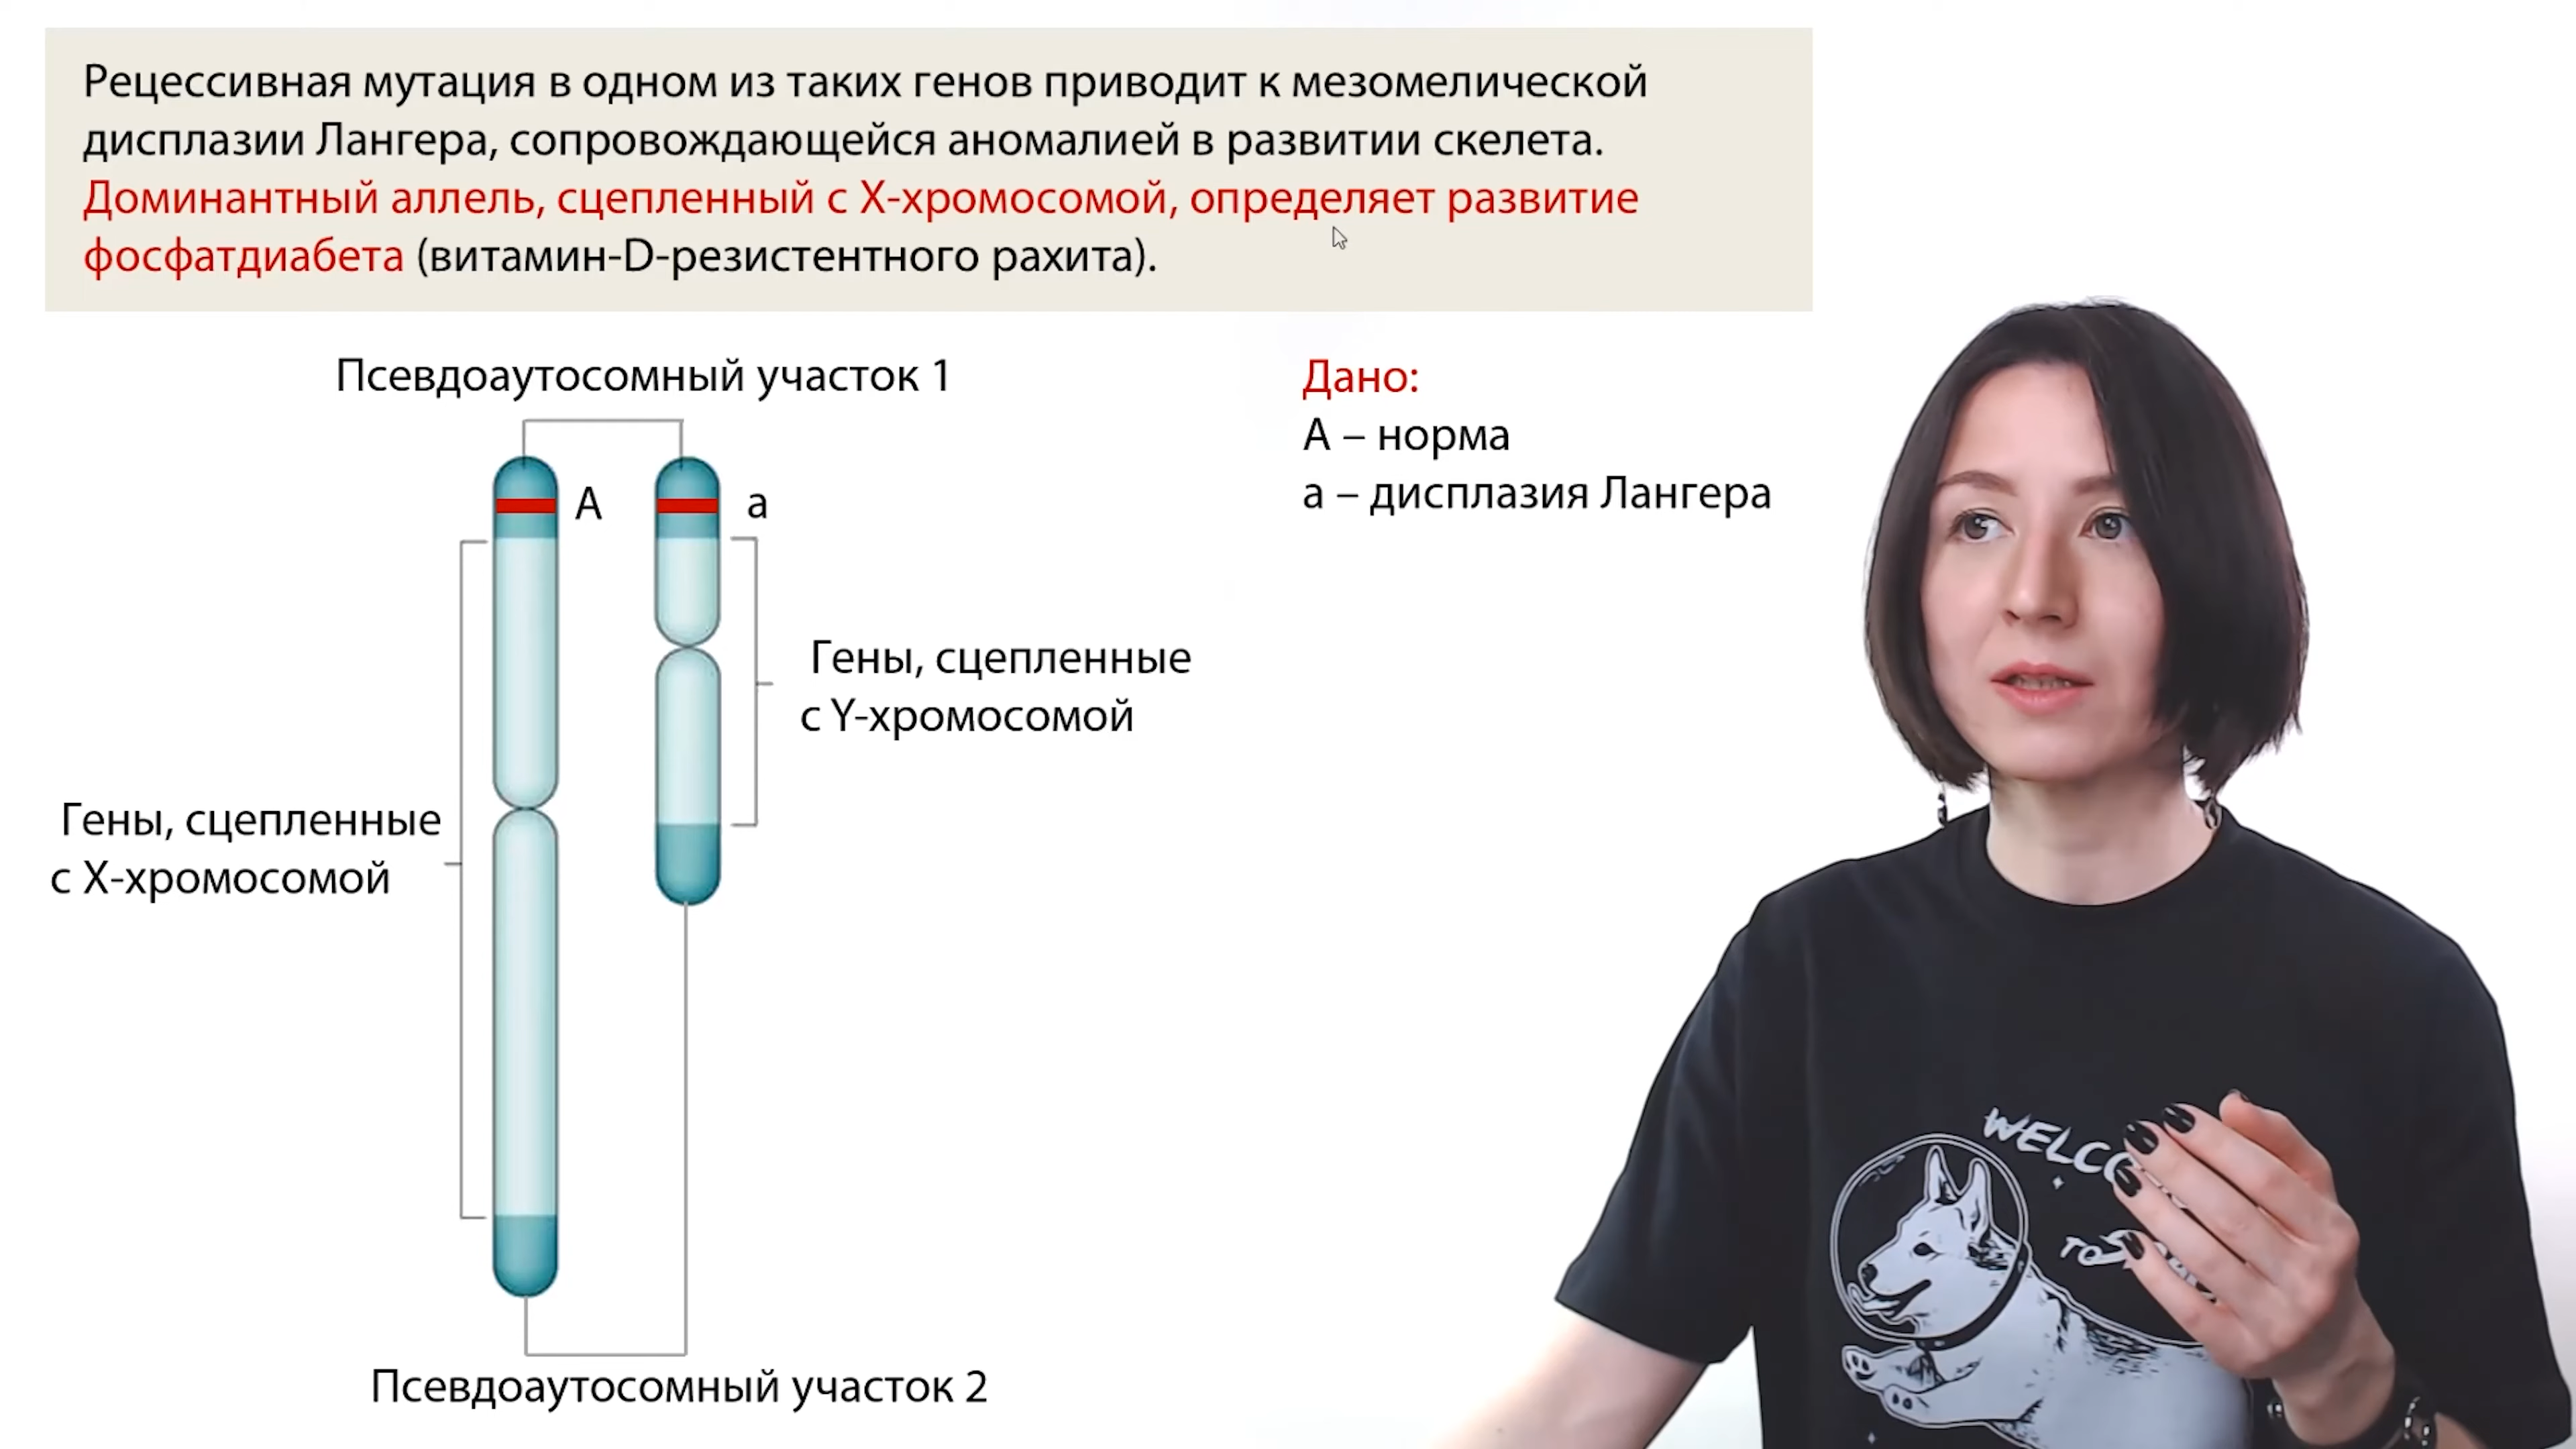 Рецессивная мутация в одном из таких генов приводит к мезомелической
дисплазии Лангера, сопровождающейся аномалией в развитии скелета.
Доминантный аллель, сцепленный с X-хромосомой, определяет развитие
фосфатдиабета (витамин-D-резистентного рахита).
Псевдоаутосомный участок 1
Дано:
А – норма
а – дисплазия Лангера
А
а
Гены, сцепленные
с Y-хромосомой
Гены, сцепленные
с X-хромосомой
Псевдоаутосомный участок 2
TO